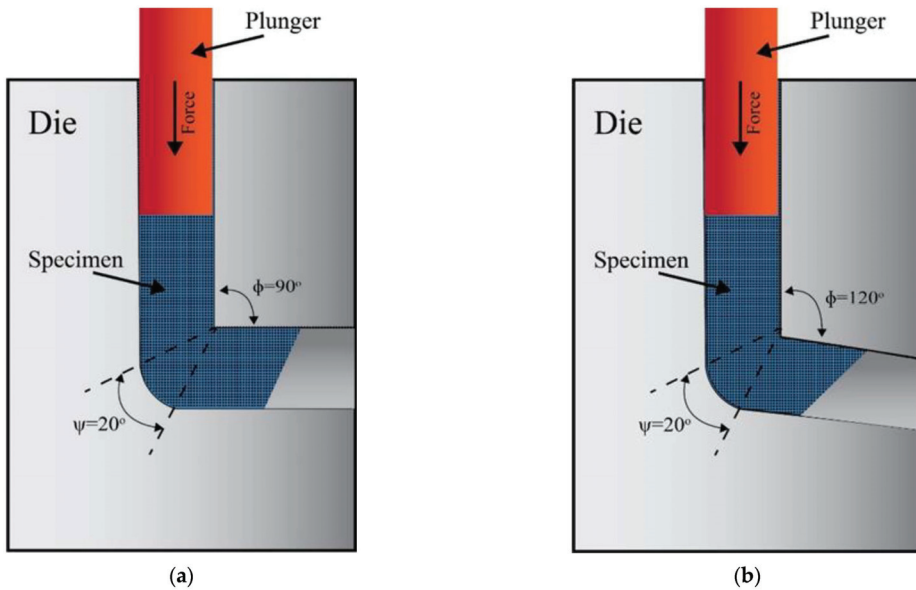 Plunger
Force
Die
Specimen
ϕ=90°
ψ=20°
(a)
Plunger
Force
Die
Specimen
ϕ=120°
ψ=20°
(b)